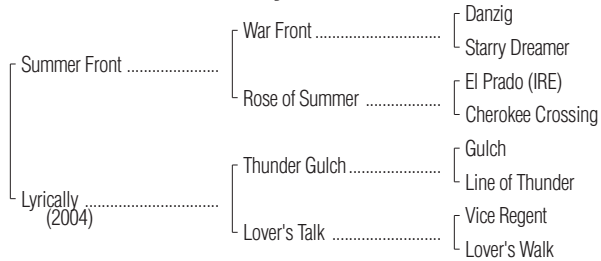 Danzig
War Front ........................
Starry Dreamer
Summer Front .....................
El Prado (IRE)
Rose of Summer ................
Cherokee Crossing
Gulch
Thunder Gulch ....................
Line of Thunder
Lyrically ..............................
(2004)
Vice Regent
Lover's Talk ........................
Lover's Walk